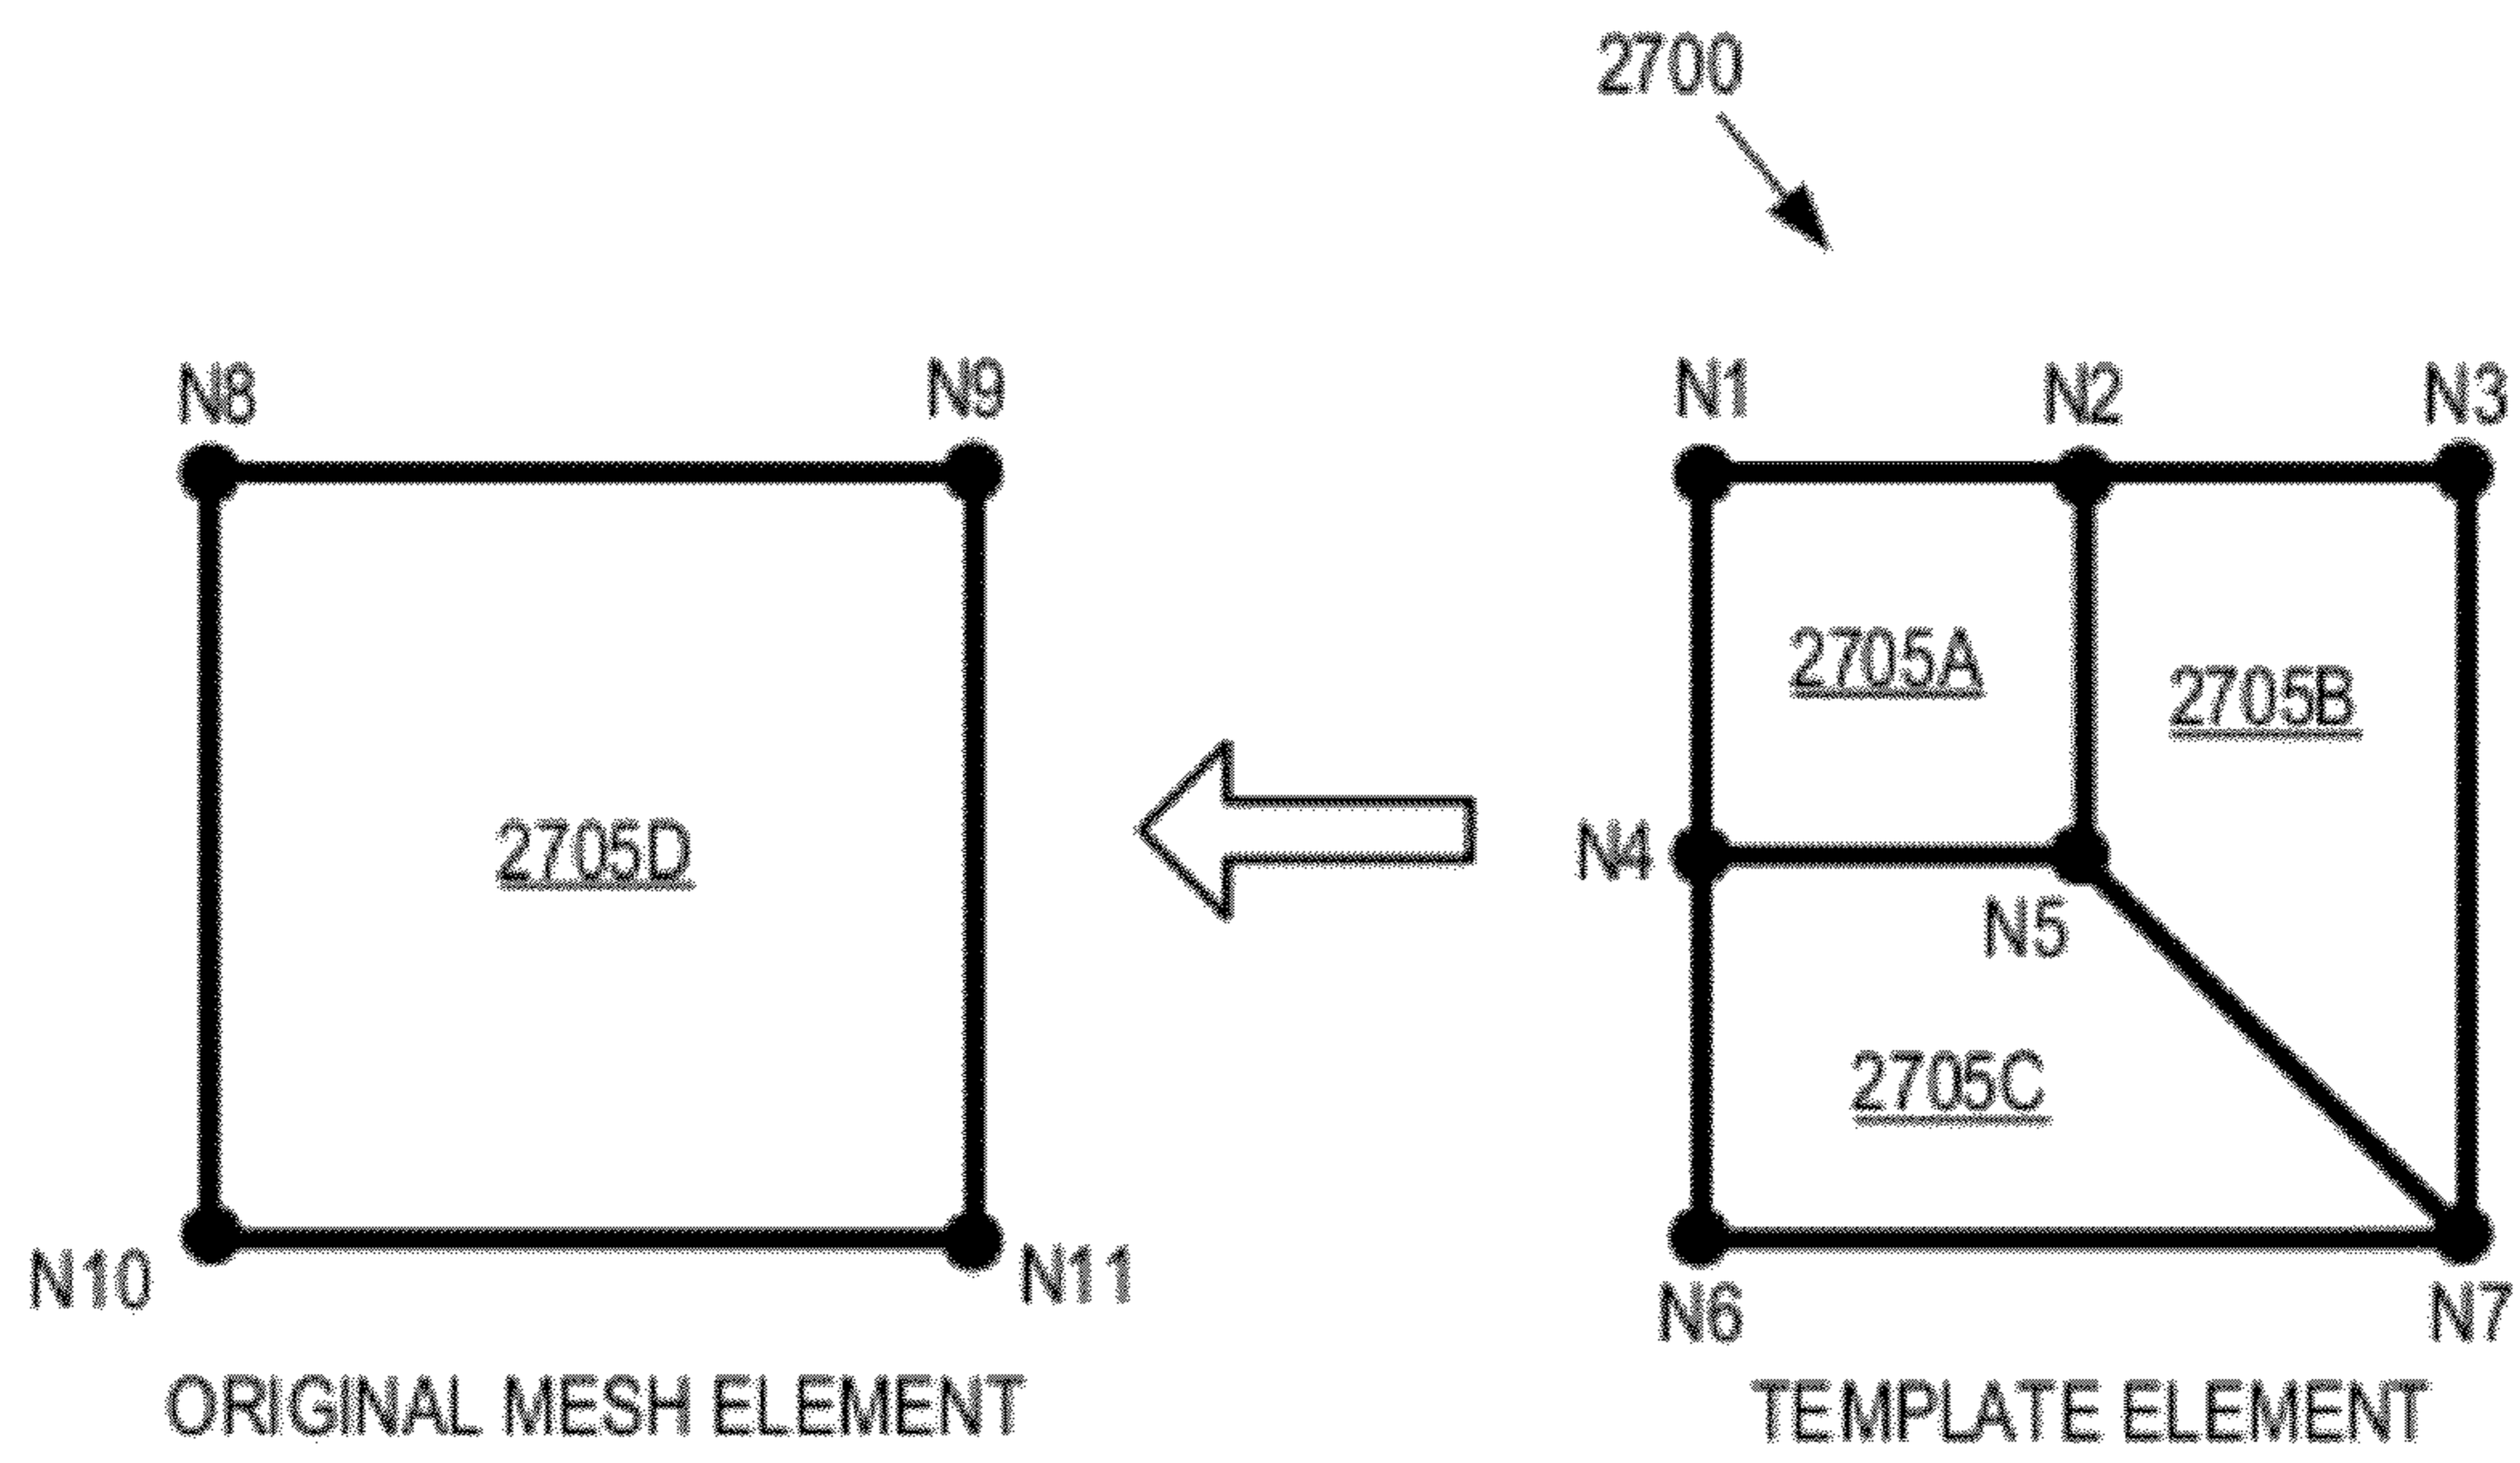 2700
N8
N9
N1
N2
N3
2705A
2705B
2705D
N4
N5
2705C
N10
N11
N6
N7
ORIGINAL MESH ELEMENT
TEMPLATE ELEMENT